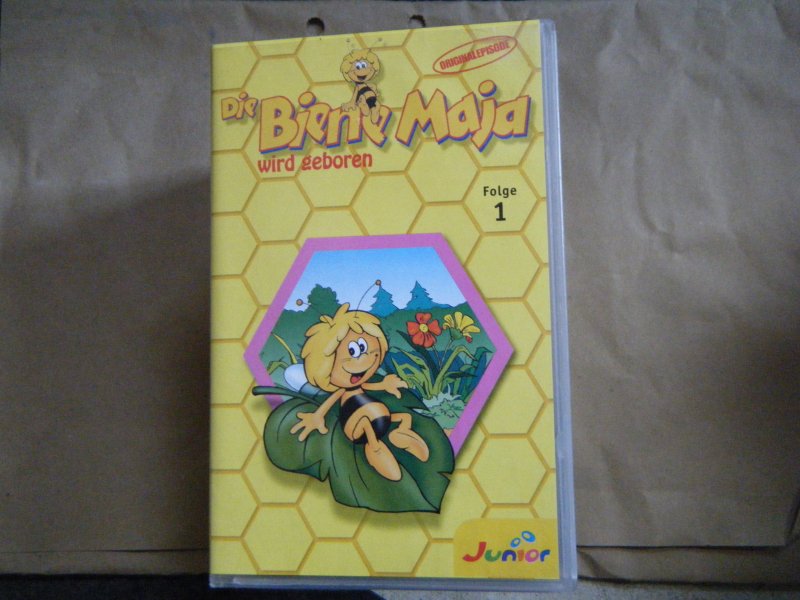 ORIGINALEPISODE
Die Biene Maja
wird geboren
Folge
1
Junior